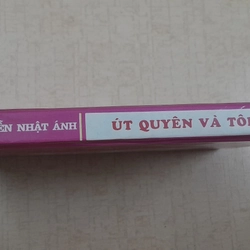 ỄN NHẬT ÁNH
ÚT QUYÊN VÀ TÔI